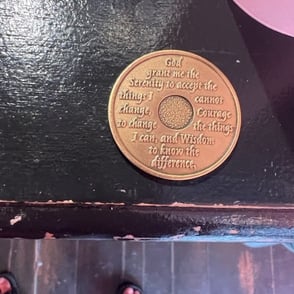 God
grant me the
Serenity to accept the
things I cannot
change, Courage
to change the things
I can, and Wisdom
to know the
difference.